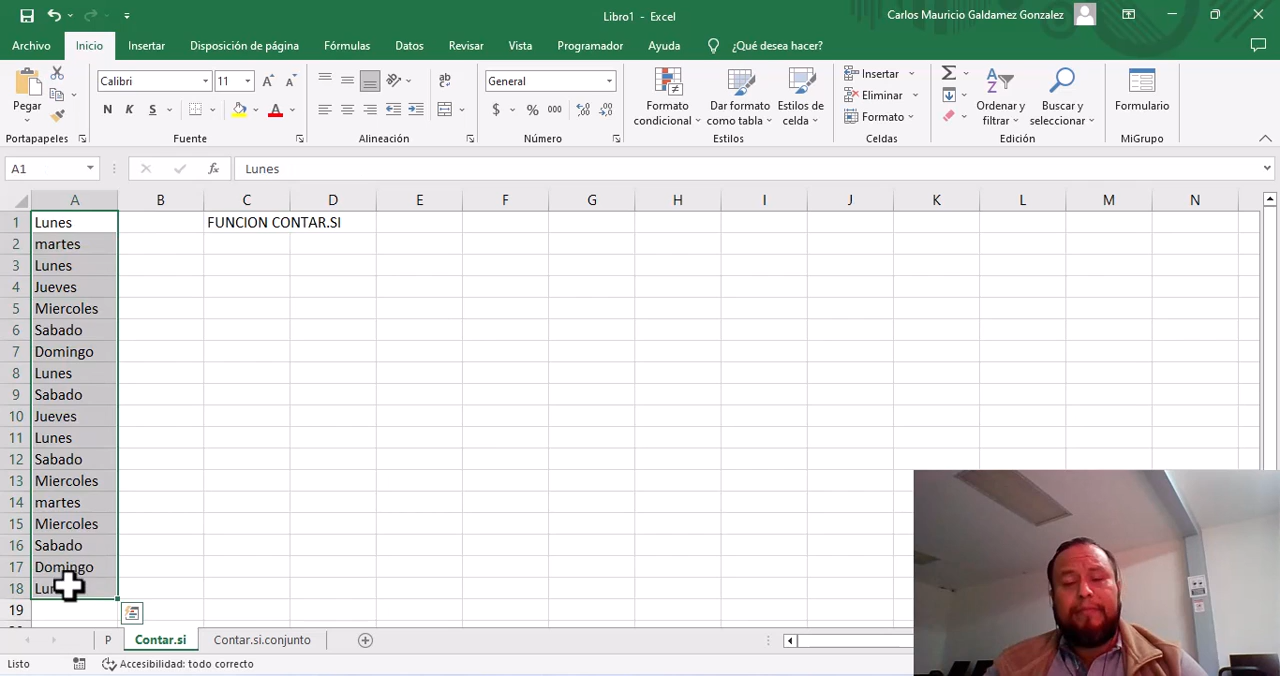 Libro1 - Excel
Carlos Mauricio Galdamez Gonzalez
Archivo Inicio Insertar Disposición de página Fórmulas Datos Revisar Vista Programador Ayuda ¿Qué desea hacer?
Pegar
Calibri 11
N K S
ab
General
$ % 000
Formato condicional
Dar formato como tabla
Estilos de celda
Insertar
Eliminar
Formato
Ordenar y filtrar
Buscar y seleccionar
Formulario
Portapapeles Fuente Alineación Número Estilos Celdas Edición MiGrupo
A1 fx Lunes
A B C D E F G H I J K L M N
1 Lunes FUNCION CONTAR.SI
2 martes
3 Lunes
4 Jueves
5 Miercoles
6 Sabado
7 Domingo
8 Lunes
9 Sabado
10 Jueves
11 Lunes
12 Sabado
13 Miercoles
14 martes
15 Miercoles
16 Sabado
17 Domingo
18
19
P Contar.si Contar.si.conjunto
Listo Accesibilidad: todo correcto